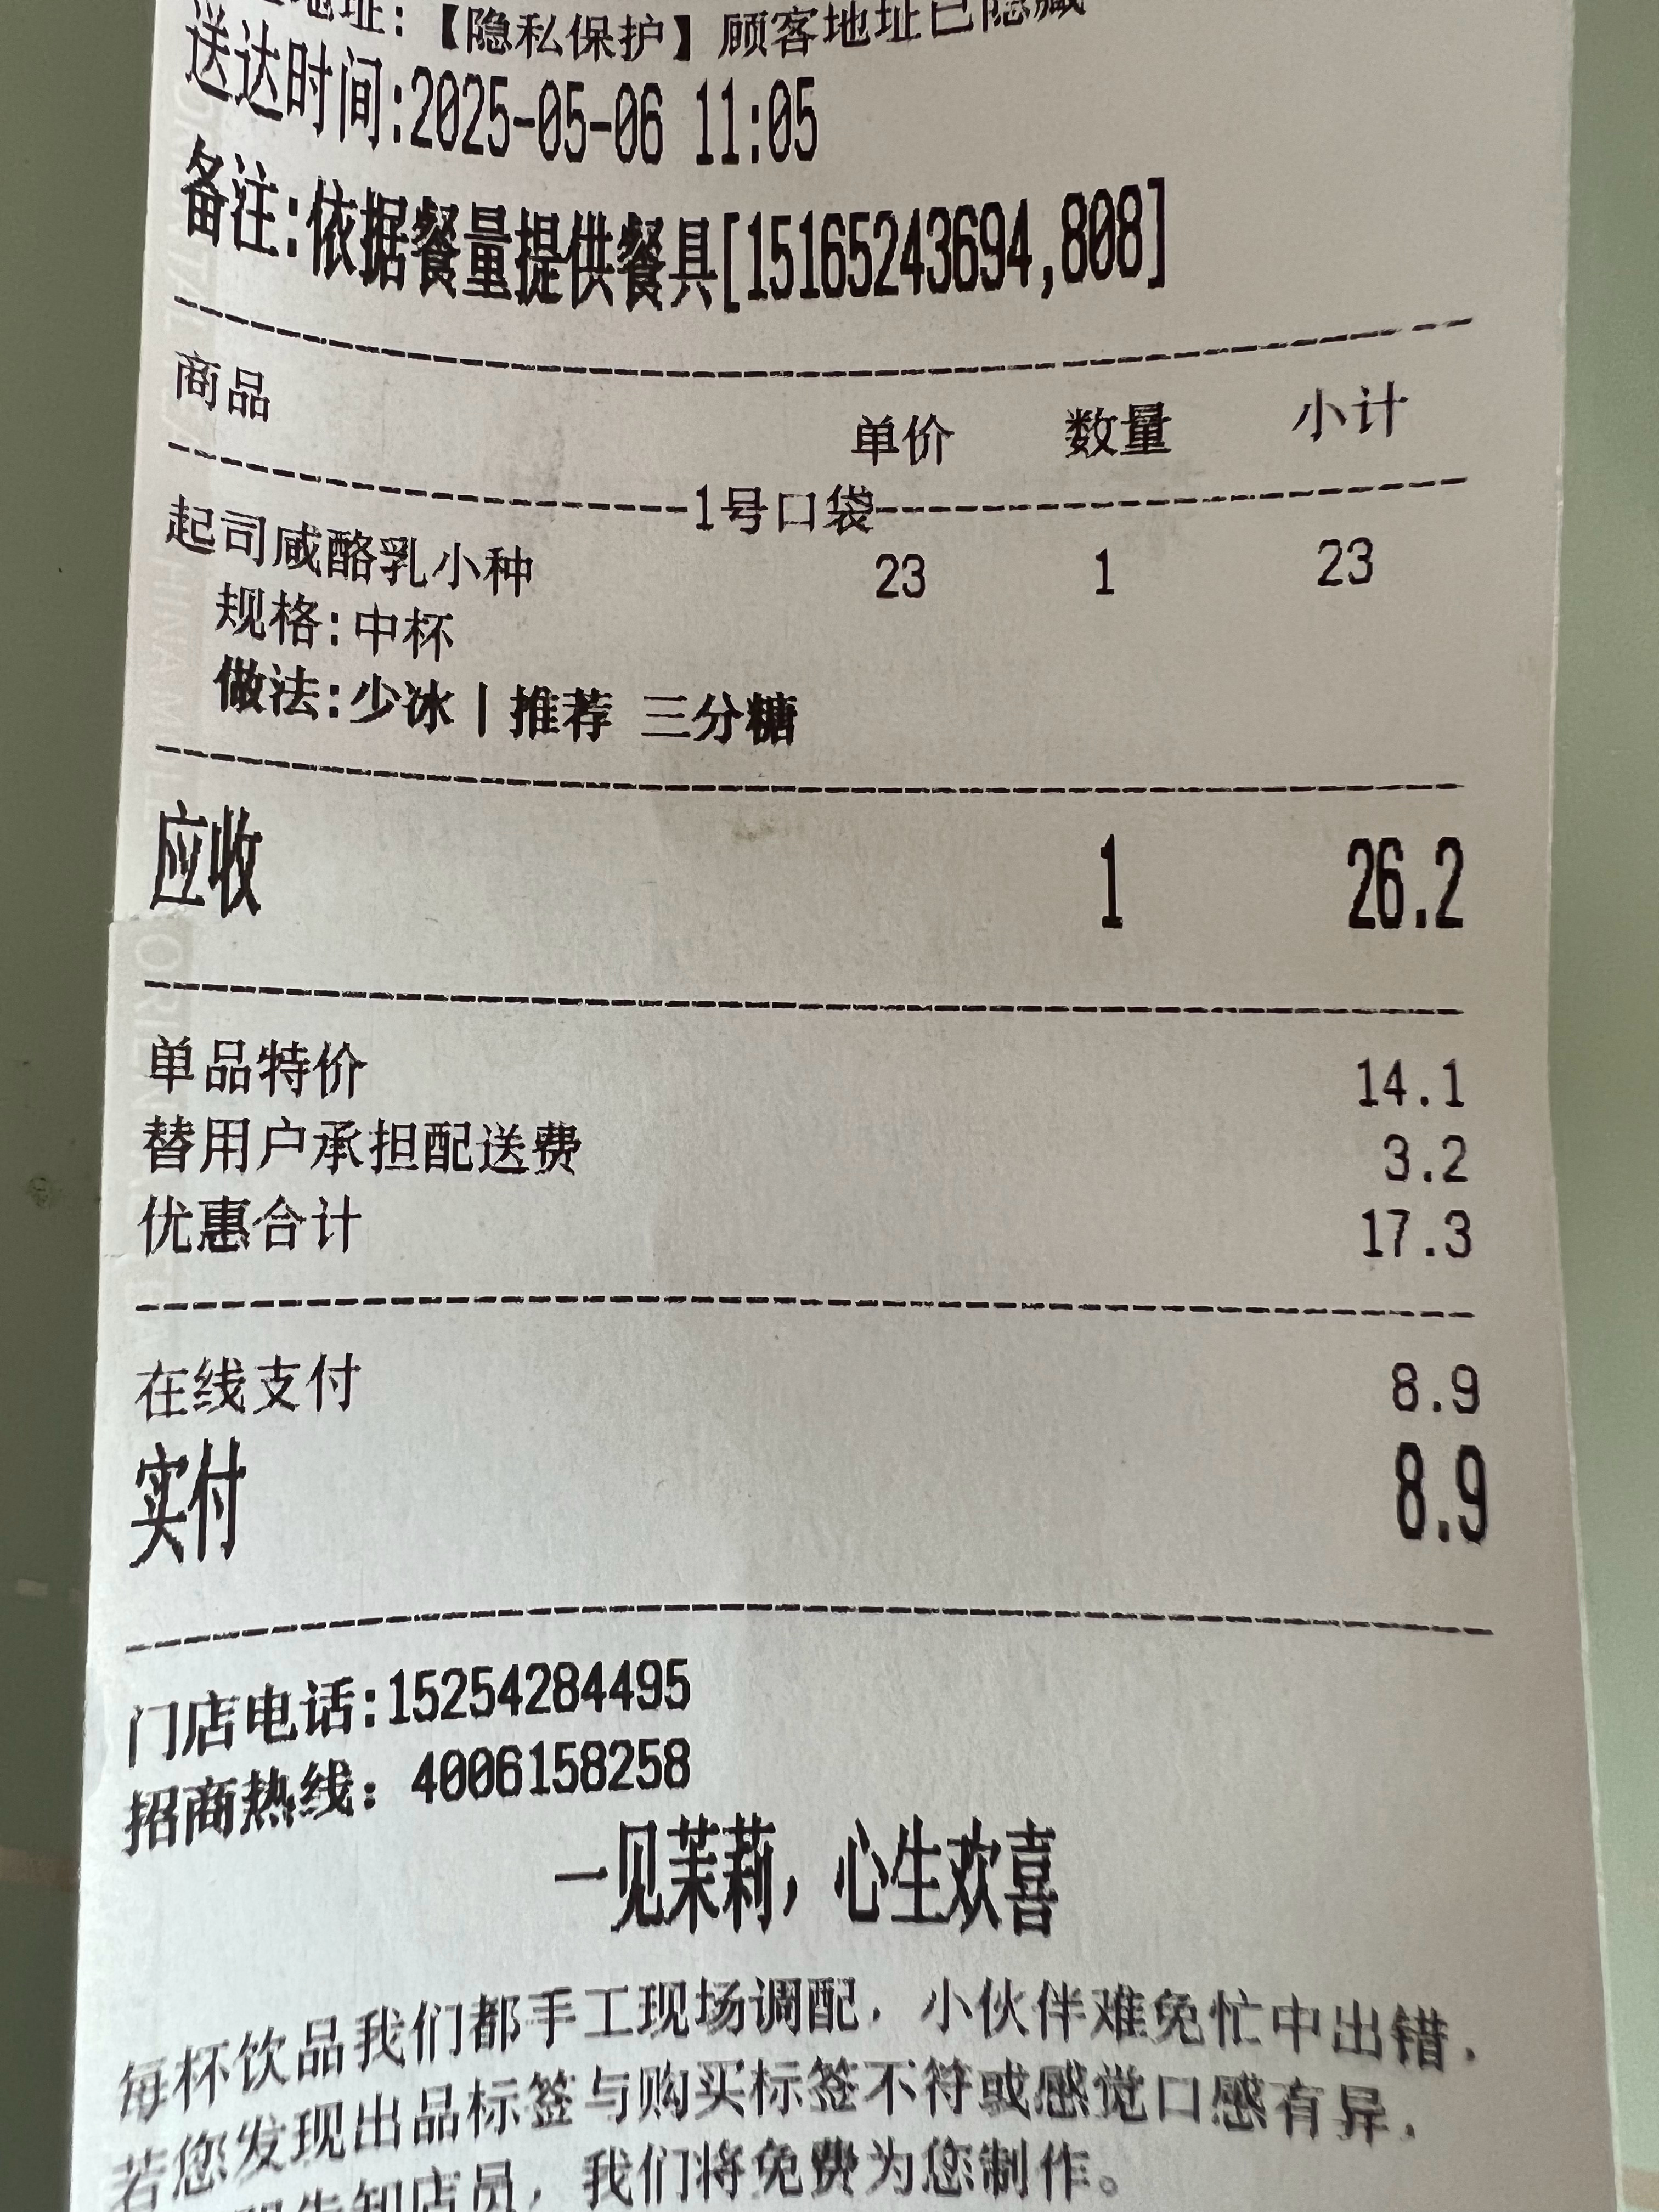 地址：【隐私保护】顾客地址已隐藏
送达时间:2025-05-06 11:05
备注:依据餐量提供餐具[15165243694,808]
商品 单价 数量 小计
1号口袋
起司咸酪乳小种 23 1 23
规格:中杯
做法:少冰|推荐 三分糖
应收 1 26.2
单品特价 14.1
替用户承担配送费 3.2
优惠合计 17.3
在线支付 8.9
实付 8.9
门店电话:15254284495
招商热线：4006158258
一见茉莉，心生欢喜
每杯饮品我们都手工现场调配，小伙伴难免忙中出错，
若您发现出品标签与购买标签不符或感觉口感有异，
告知店员，我们将免费为您制作。